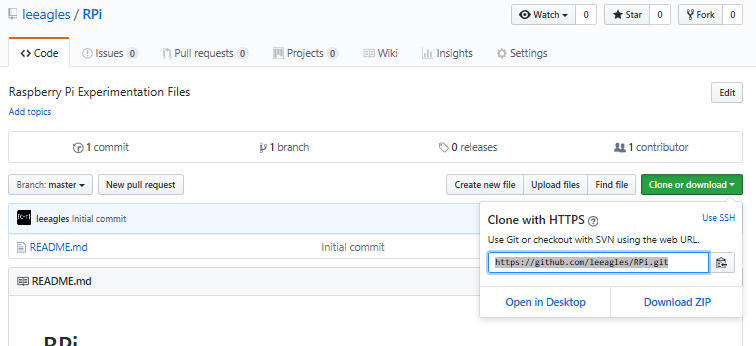 leeagles / RPi Watch 0 Star 0 Fork 0
Code Issues 0 Pull requests 0 Projects 0 Wiki Insights Settings
Raspberry Pi Experimentation Files Edit
Add topics
1 commit 1 branch 0 releases 1 contributor
Branch: master New pull request Create new file Upload files Find file Clone or download
leeagles Initial commit
README.md Initial commit
README.md
RPi
Clone with HTTPS Use SSH
Use Git or checkout with SVN using the web URL.
https://github.com/leeagles/RPi.git
Open in Desktop Download ZIP